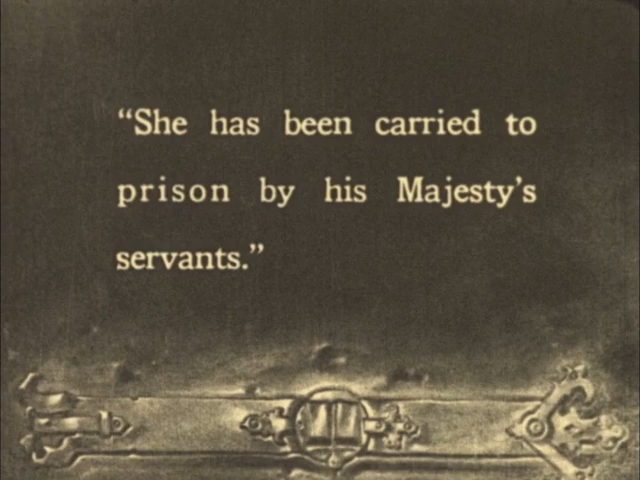 “She has been carried to
prison by his Majesty’s
servants.”